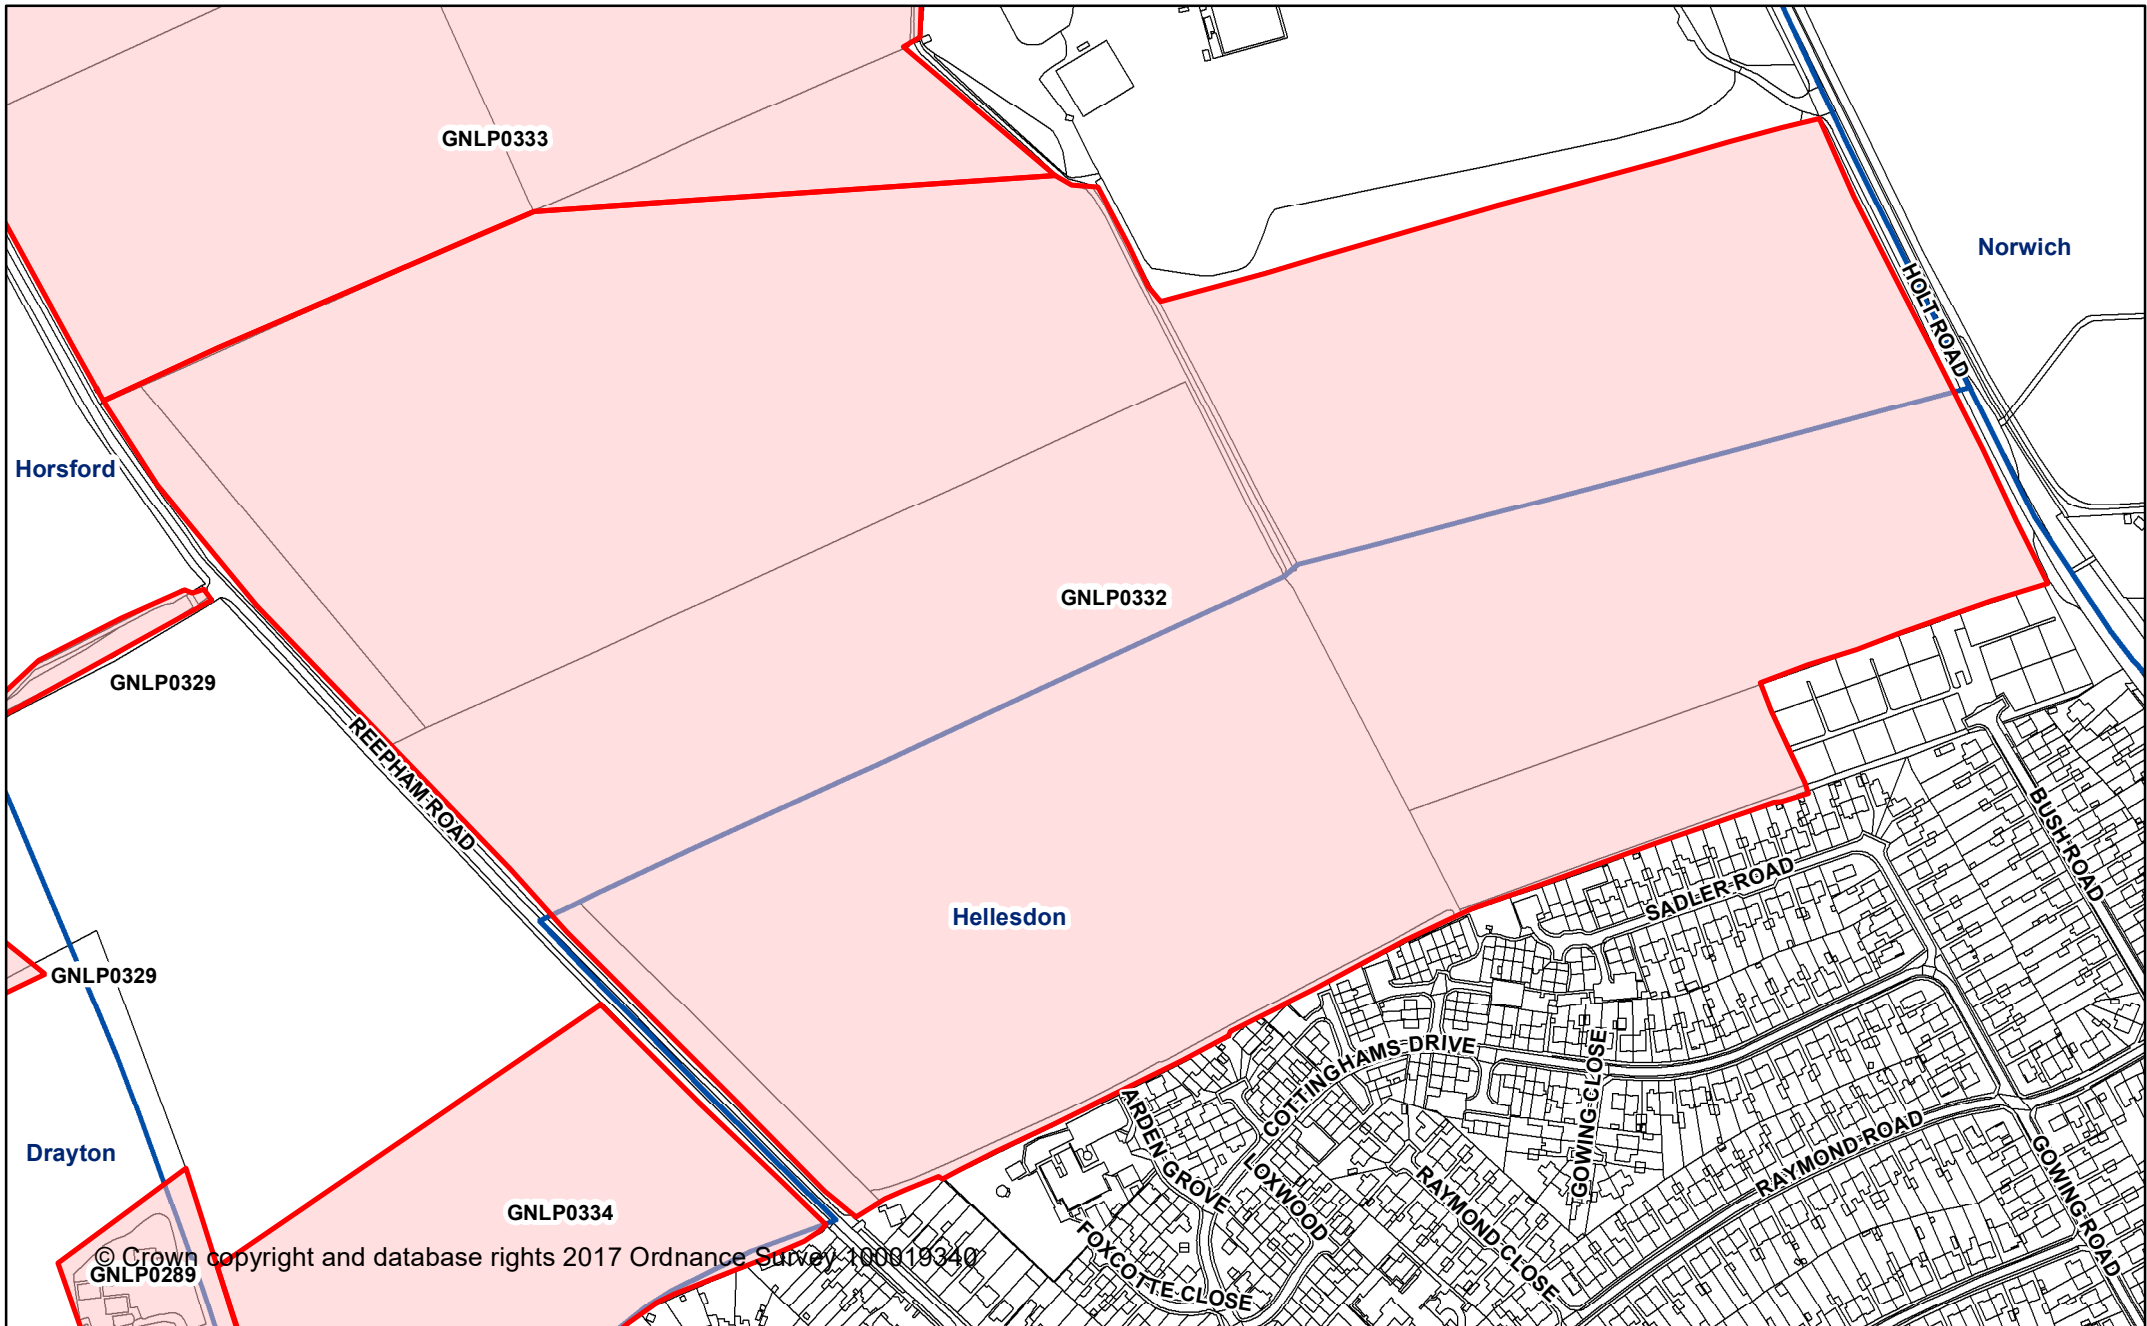 GNLP0333
Norwich
HOLT ROAD
Horsford
GNLP0332
GNLP0329
REEPHAM ROAD
BUSH ROAD
SADLER ROAD
Hellesdon
GNLP0329
COTTINGHAMS DRIVE
GOWING CLOSE
ARDEN GROVE
RAYMOND ROAD
Drayton
LOXWOOD
RAYMOND CLOSE
GOWING ROAD
GNLP0334
FOXCOTTE CLOSE
© Crown copyright and database rights 2017 Ordnance Survey 100019340
GNLP0289